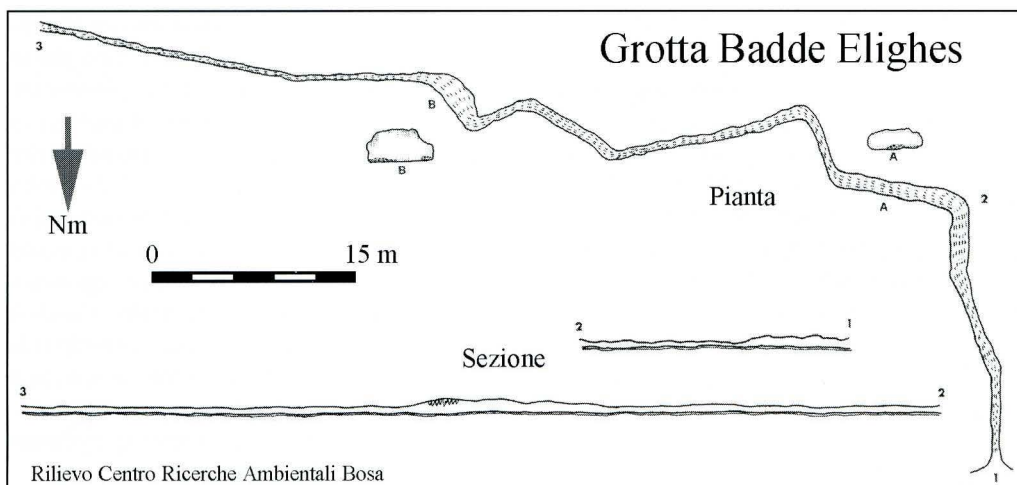 3
Grotta Badde Elighes
B
B
A
Pianta
A
2
Nm
0 15 m
2 1
Sezione
3 2
1
Rilievo Centro Ricerche Ambientali Bosa